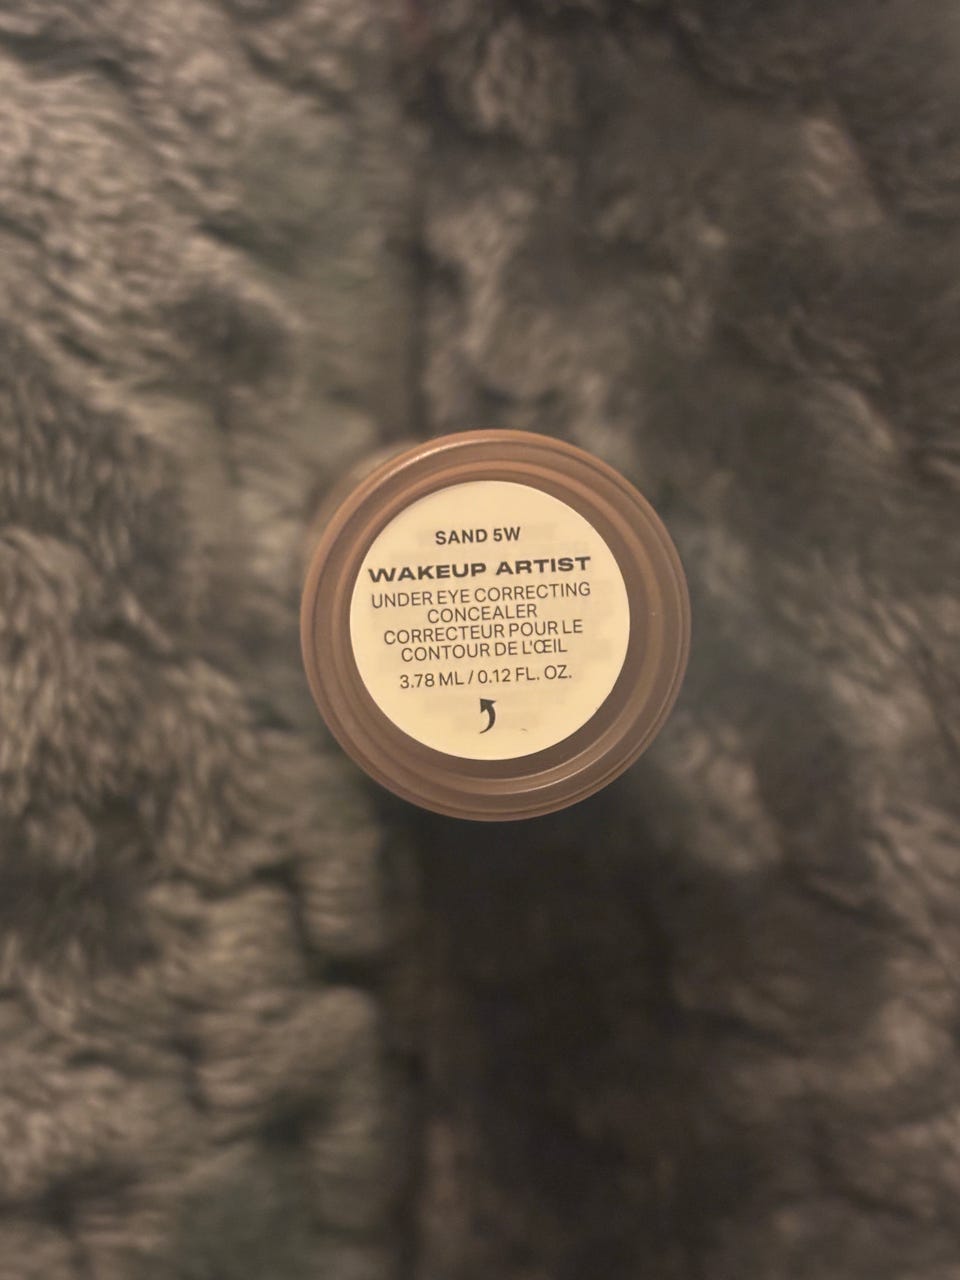 SAND 5W
WAKEUP ARTIST
UNDER EYE CORRECTING
CONCEALER
CORRECTEUR POUR LE
CONTOUR DE L'ŒIL
3.78 ML / 0.12 FL. OZ.